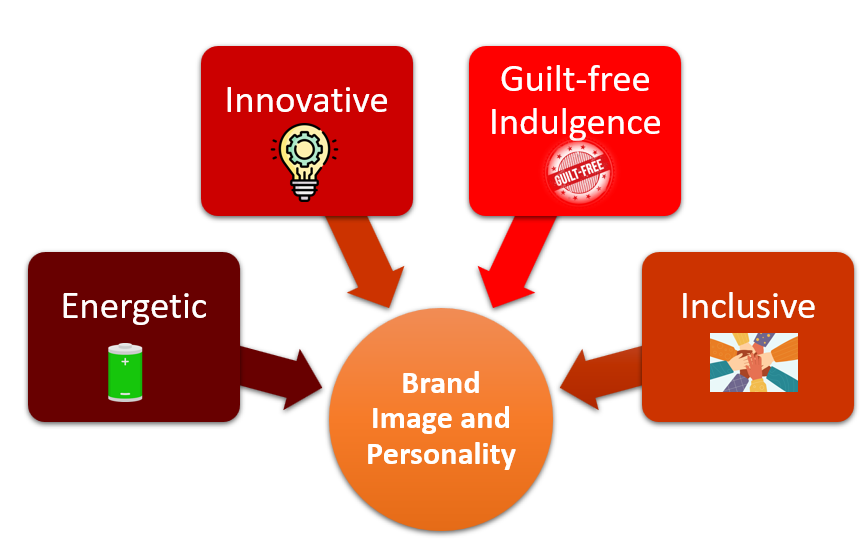 Innovative
Guilt-free
Indulgence
GUILT-FREE
Energetic
Inclusive
Brand
Image and
Personality